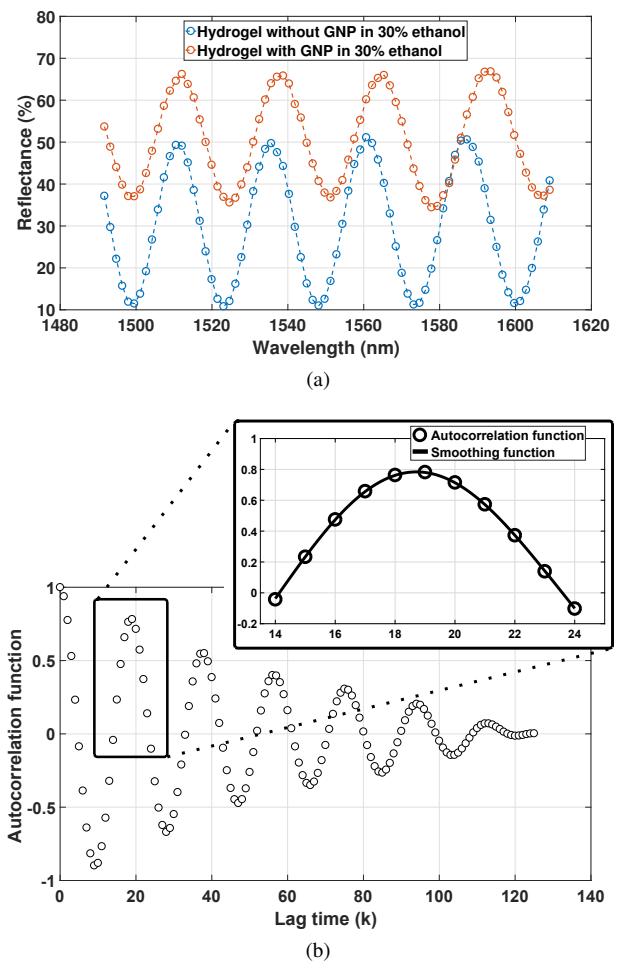 Hydrogel without GNP in 30% ethanol
Hydrogel with GNP in 30% ethanol
80
70
60
50
40
30
20
10
Reflectance (%)
1480 1500 1520 1540 1560 1580 1600 1620
Wavelength (nm)
(a)
Autocorrelation function
Smoothing function
1
0.8
0.6
0.4
0.2
0
-0.2
14 16 18 20 22 24
1
0.5
0
-0.5
-1
Autocorrelation function
0 20 40 60 80 100 120 140
Lag time (k)
(b)